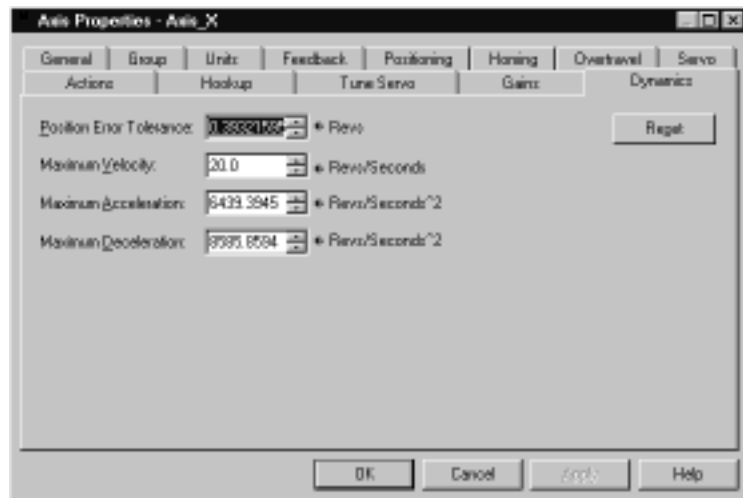 Axis Properties - Axis_X
General Group Units Feedback Positioning Homing Overtravel Servo
Actions Hookup Tune Servo Gains Dynamics
Position Error Tolerance: Revs Reset
Maximum Velocity: 20.0 Revs/Seconds
Maximum Acceleration: 6439.3945 Revs/Seconds^2
Maximum Deceleration: 8585.8594 Revs/Seconds^2
OK Cancel Apply Help